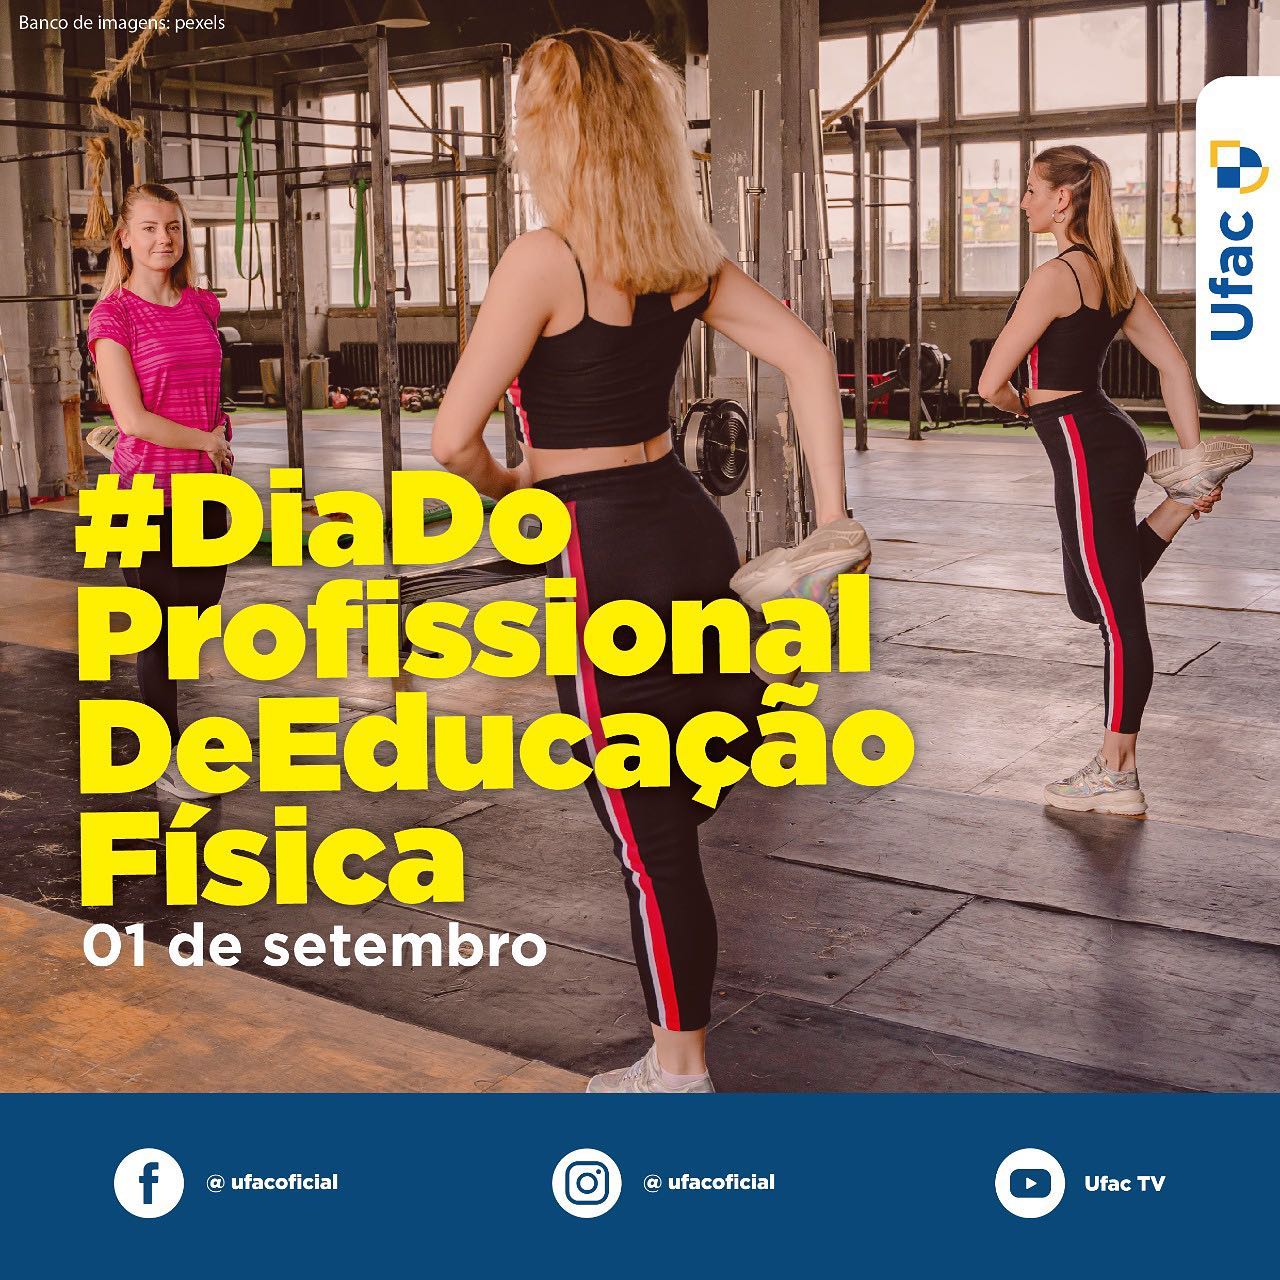 Banco de imagens: pexels
Ufac
#DiaDo
Profissional
DeEducação
Física
01 de setembro
@ ufacoficial
@ ufacoficial
Ufac TV